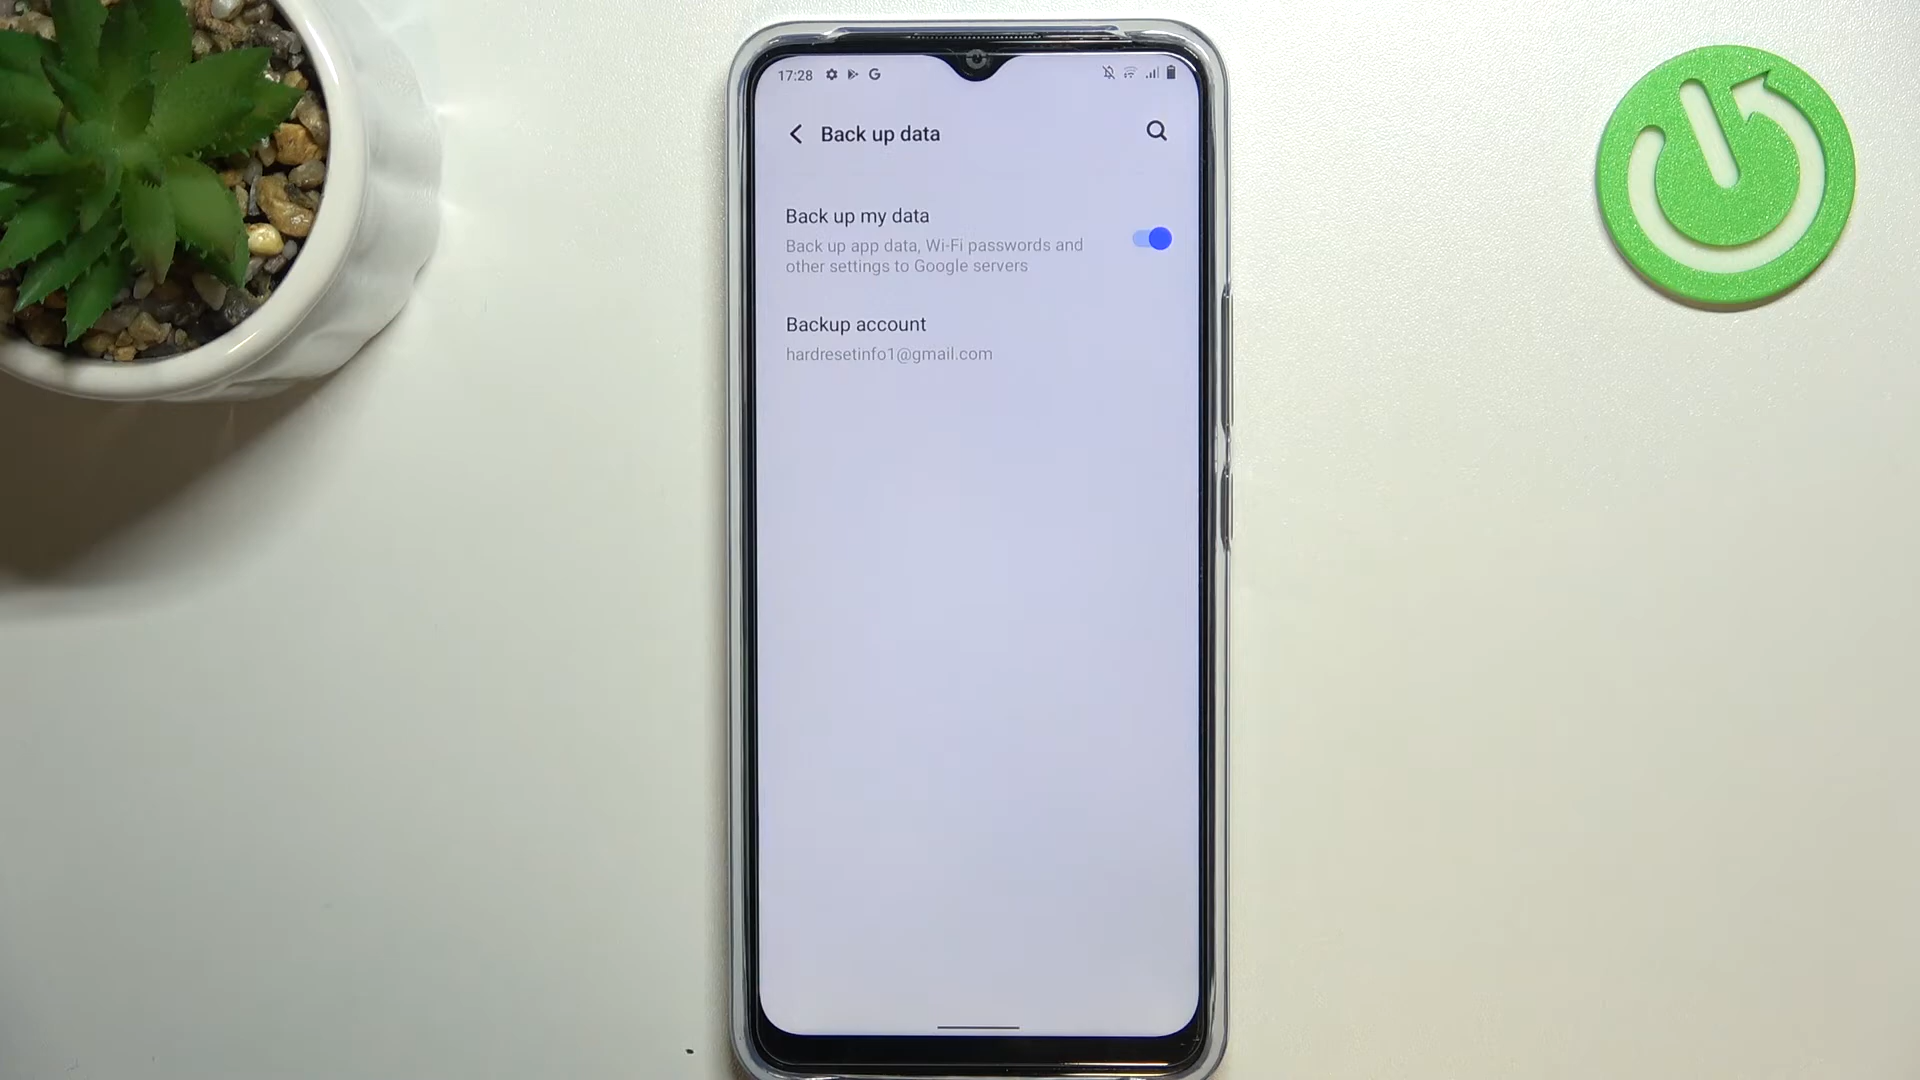 17:28
Back up data
Back up my data
Back up app data, Wi-Fi passwords and
other settings to Google servers
Backup account
hardresetinfo1@gmail.com